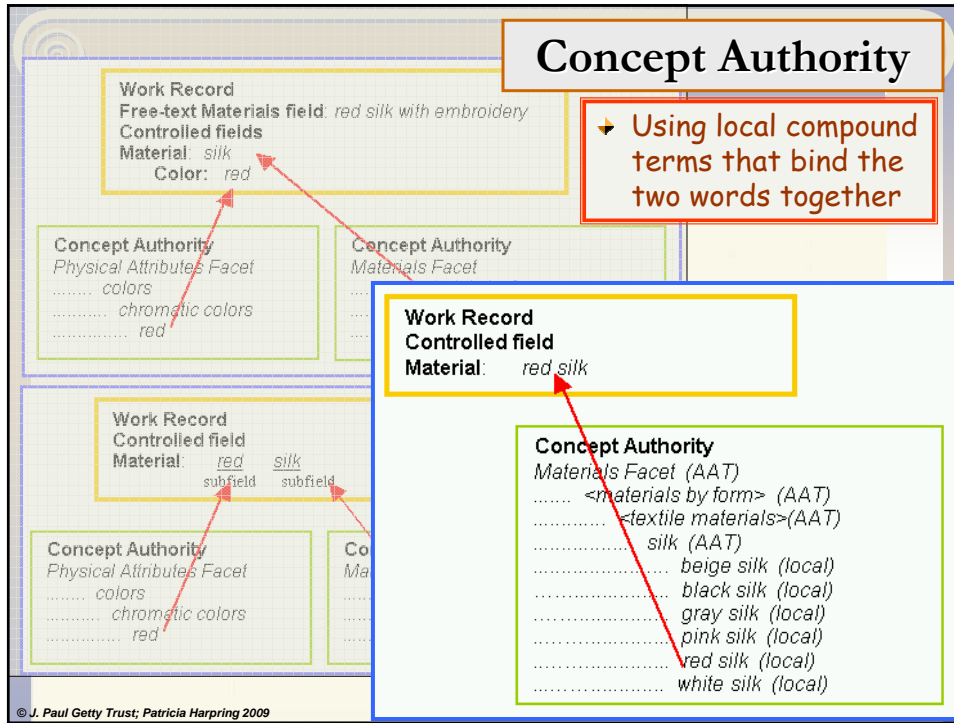 Concept Authority
Using local compound
terms that bind the
two words together
Work Record
Free-text Materials field: red silk with embroidery
Controlled fields
Material: silk
Color: red
Concept Authority
Physical Attributes Facet
........ colors
........... chromatic colors
............... red
Concept Authority
Materials Facet
Work Record
Controlled field
Material: red silk
subfield subfield
Concept Authority
Physical Attributes Facet
........ colors
........... chromatic colors
............... red
Work Record
Controlled field
Material: red silk
Concept Authority
Materials Facet (AAT)
...... <materials by form> (AAT)
............ <textile materials>(AAT)
................. silk (AAT)
...................... beige silk (local)
...................... black silk (local)
...................... gray silk (local)
...................... pink silk (local)
...................... red silk (local)
...................... white silk (local)
© J. Paul Getty Trust; Patricia Harpring 2009